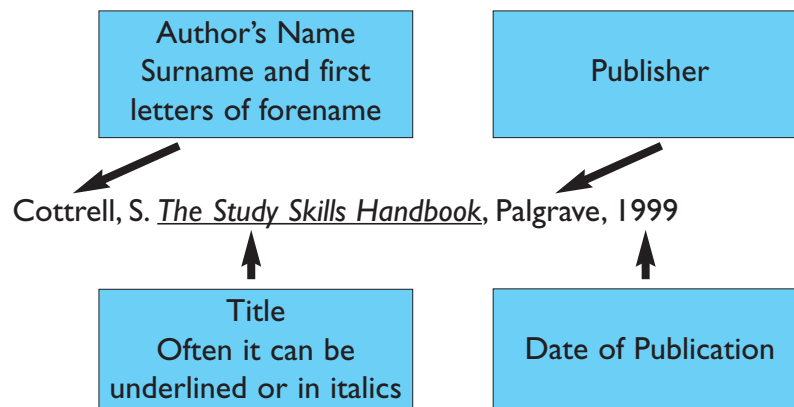 Author’s Name
Surname and first
letters of forename
Publisher
Cottrell, S. The Study Skills Handbook, Palgrave, 1999
Title
Often it can be
underlined or in italics
Date of Publication